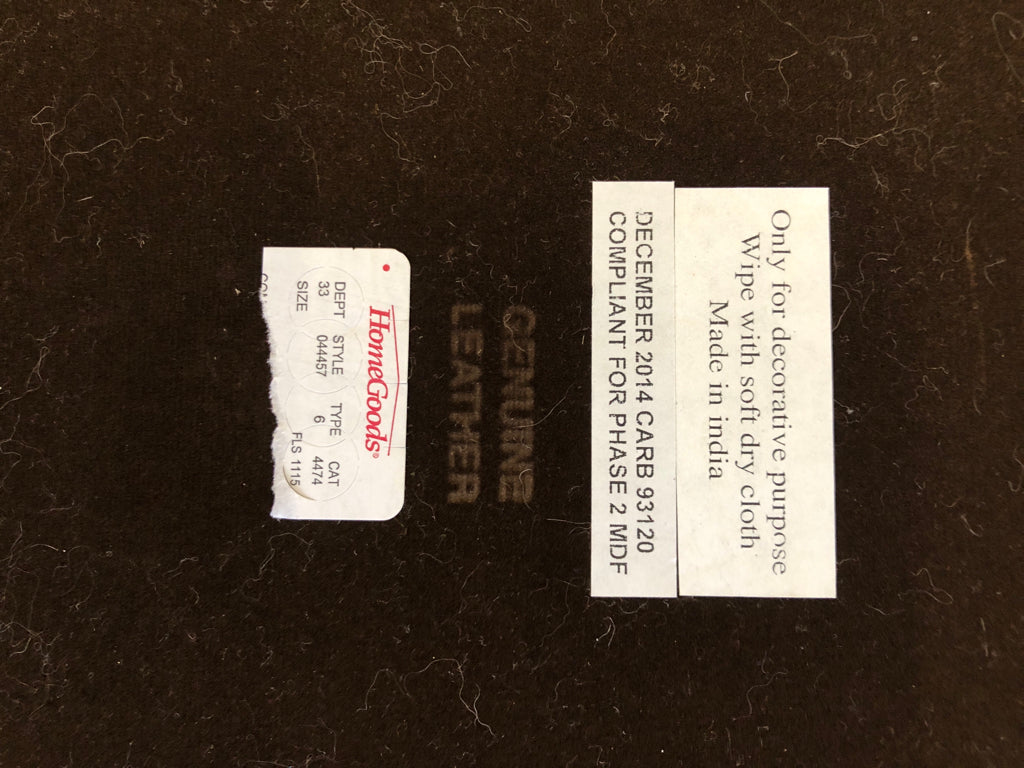 Only for decorative purpose
Wipe with soft dry cloth
Made in india
DECEMBER 2014 CARB 93120
COMPLIANT FOR PHASE 2 MDF
GENUINE
LEATHER
HomeGoods®
DEPT STYLE TYPE CAT
33 044457 6 4474
SIZE FLS 1115